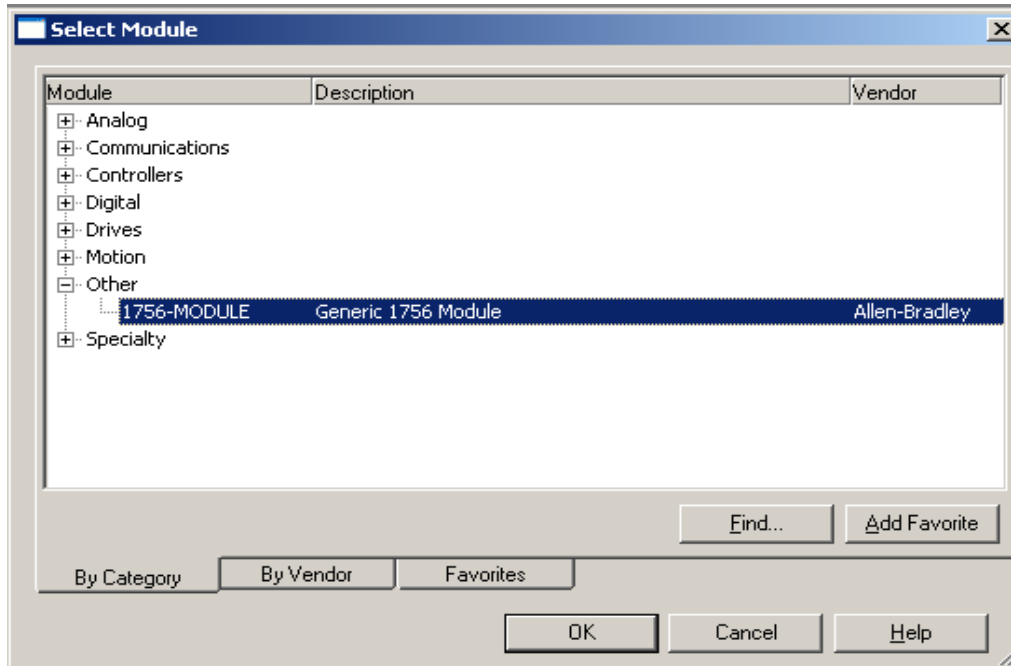 Select Module
Module Description Vendor
Analog
Communications
Controllers
Digital
Drives
Motion
Other
1756-MODULE Generic 1756 Module Allen-Bradley
Specialty
Find... Add Favorite
By Category By Vendor Favorites
OK Cancel Help